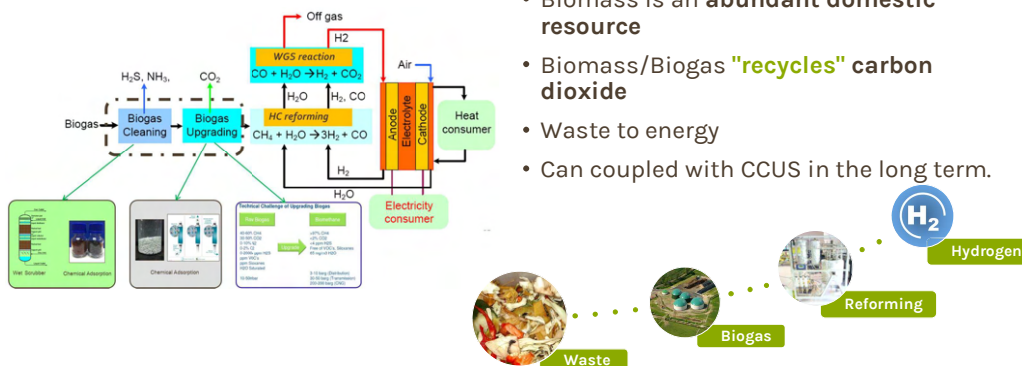 Off gas
H2
WGS reaction
CO + H₂O → H₂ + CO₂
Air
H₂S, NH₃,
CO₂
H₂O
H₂, CO
Biogas
Biogas
Cleaning
Biogas
Upgrading
HC reforming
CH₄ + H₂O → 3H₂ + CO
Anode
Electrolyte
Cathode
Heat
consumer
H₂
H₂O
Electricity
consumer
Wet Scrubber
Chemical Adsorption
Chemical Adsorption
Technical Challenge of Upgrading Biogas
Biomethane
• Biomass is an abundant domestic
resource
• Biomass/Biogas "recycles" carbon
dioxide
• Waste to energy
• Can coupled with CCUS in the long term.
H₂
Hydrogen
Reforming
Biogas
Waste